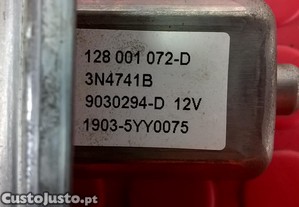 128 001 072-D
3N4741B
9030294-D 12V
1903-5YY0075
CustoJusto.pt